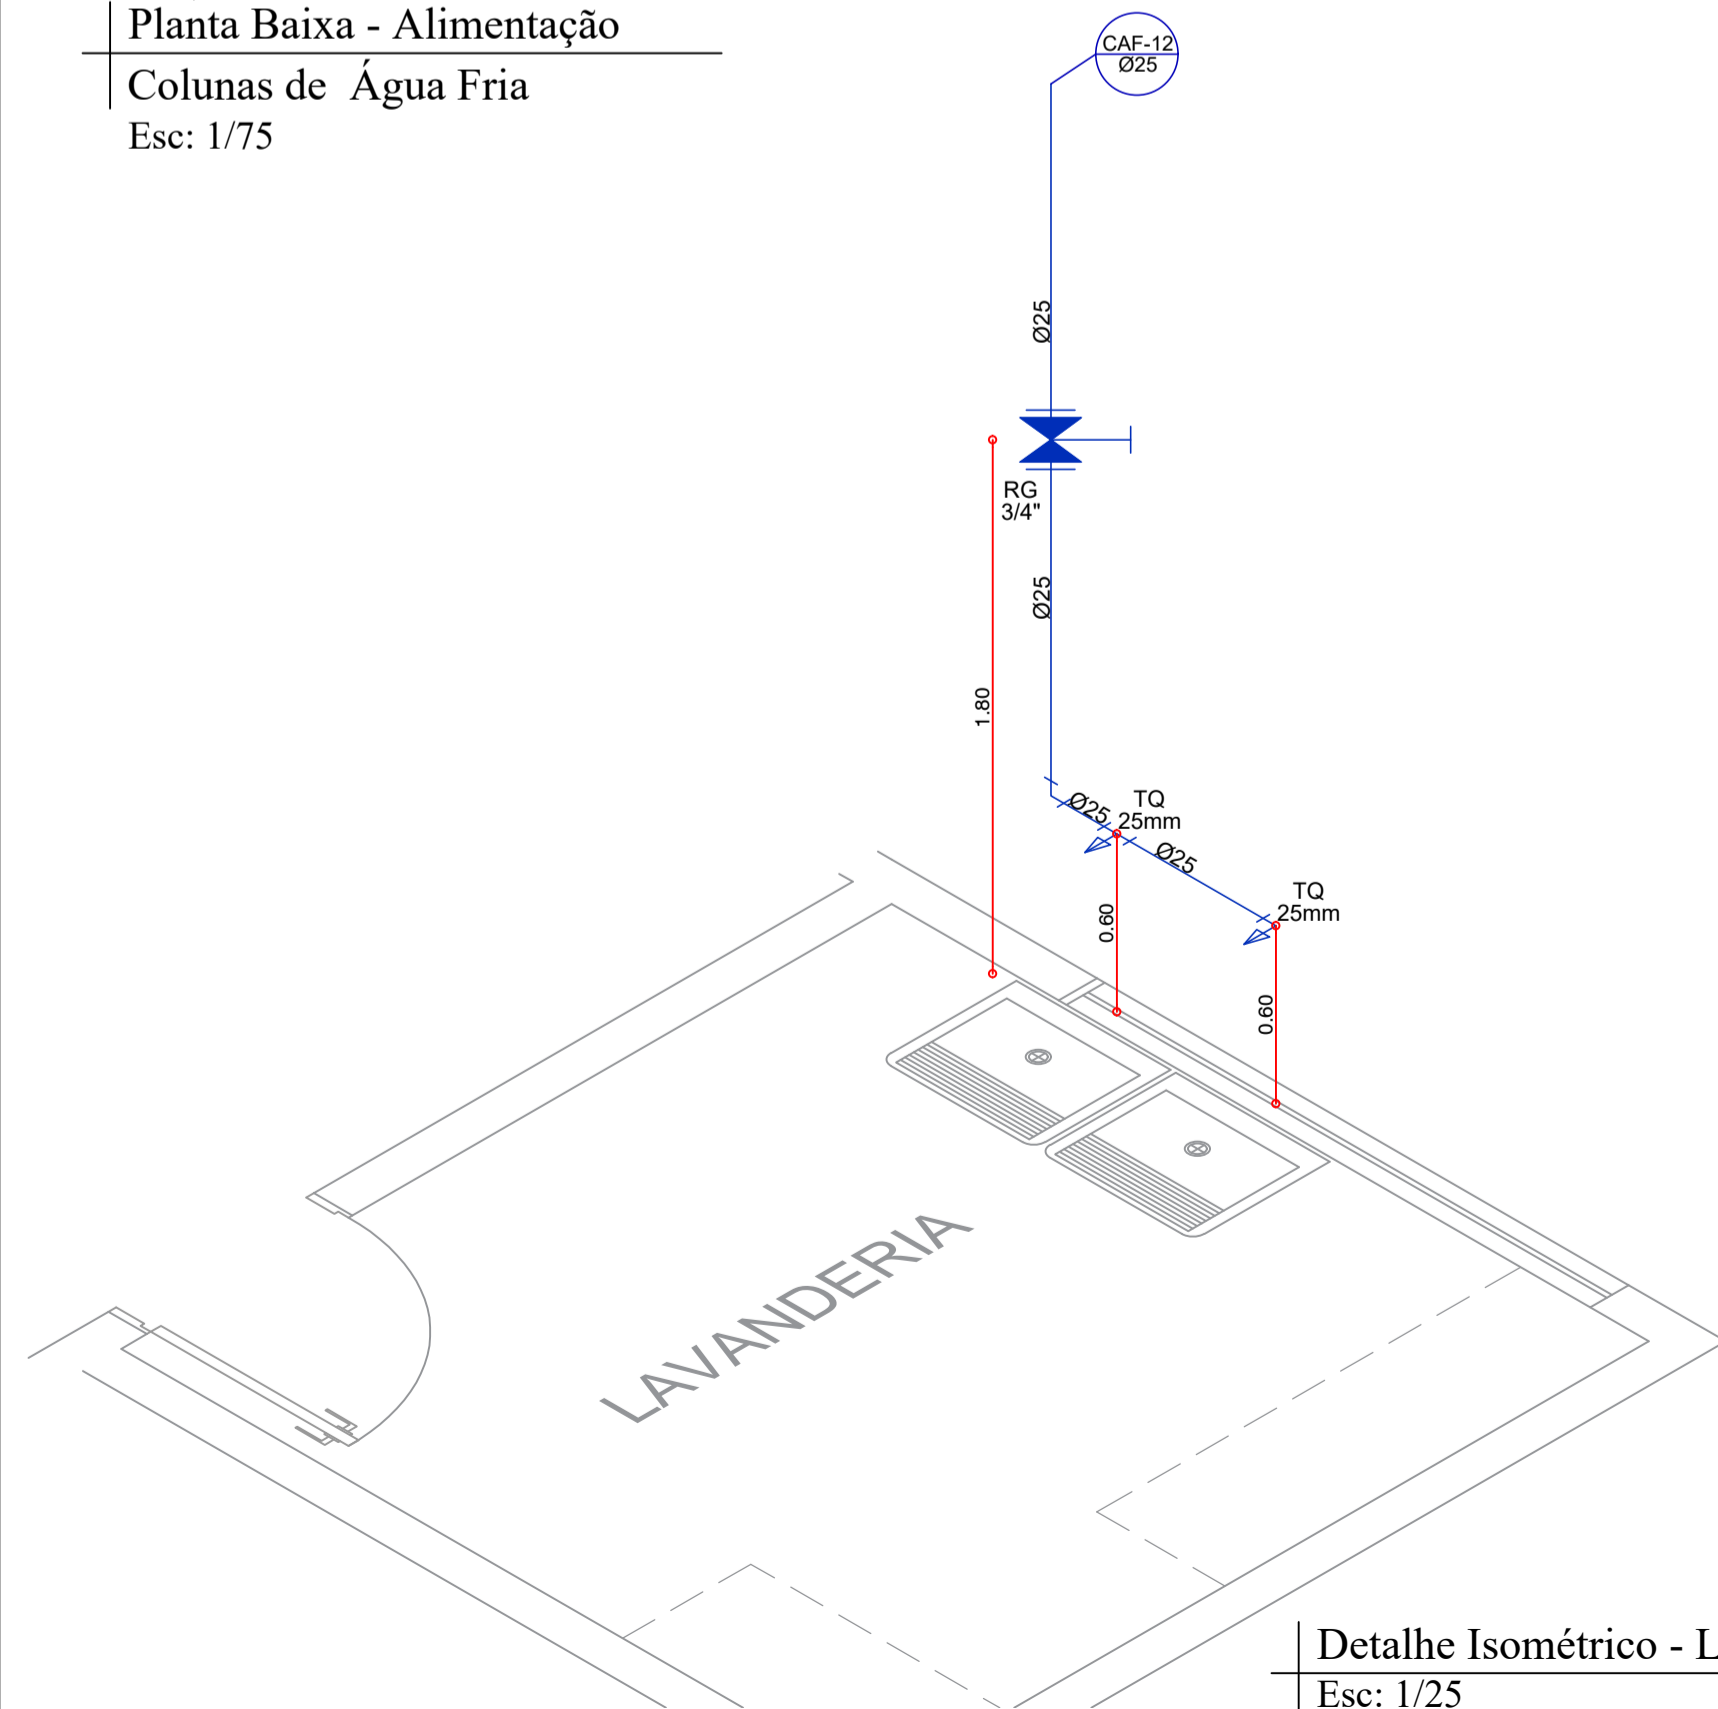 Planta Baixa - Alimentação
Colunas de Água Fria
Esc: 1/75
CAF-12
Ø25
Ø25
RG
3/4"
Ø25
1.80
Ø25
TQ
25mm
Ø25
TQ
25mm
0.60
0.60
LAVANDERIA
Detalhe Isométrico - L
Esc: 1/25